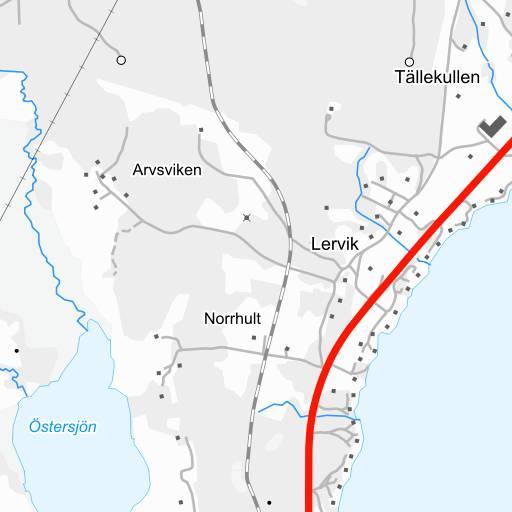 Tällekullen
Arvsviken
Lervik
Norrhult
Östersjön